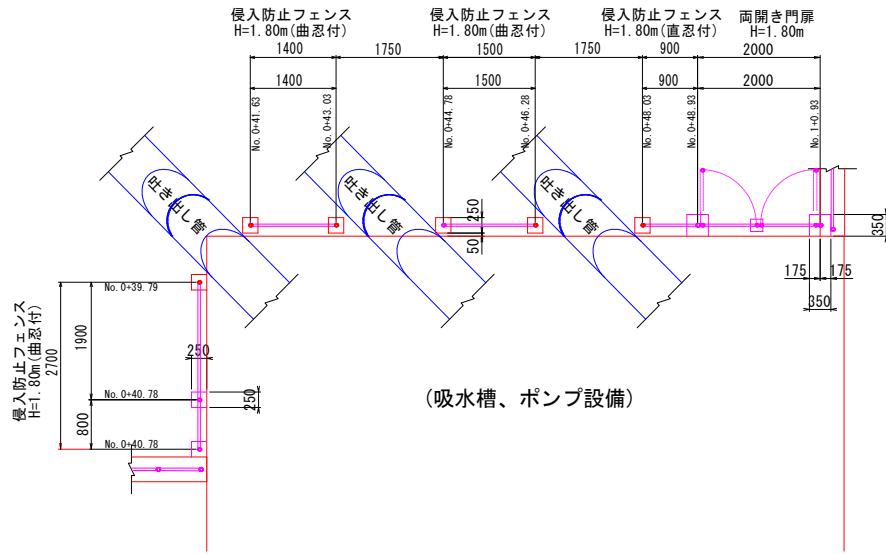 侵入防止フェンス
H=1.80m(曲忍付)
侵入防止フェンス
H=1.80m(曲忍付)
侵入防止フェンス
H=1.80m(直忍付)
両開き門扉
H=1.80m
1400
1750
1500
1750
900
2000
1400
1500
900
2000
No.0+41.63
No.0+43.03
No.0+44.78
No.0+46.28
No.0+48.03
No.0+48.93
No.1+0.93
吐き出し管
吐き出し管
吐き出し管
250
50
350
175
175
350
侵入防止フェンス
H=1.80m(曲忍付)
2700
1900
800
No.0+39.79
250
No.0+40.78
250
No.0+40.78
(吸水槽、ポンプ設備)